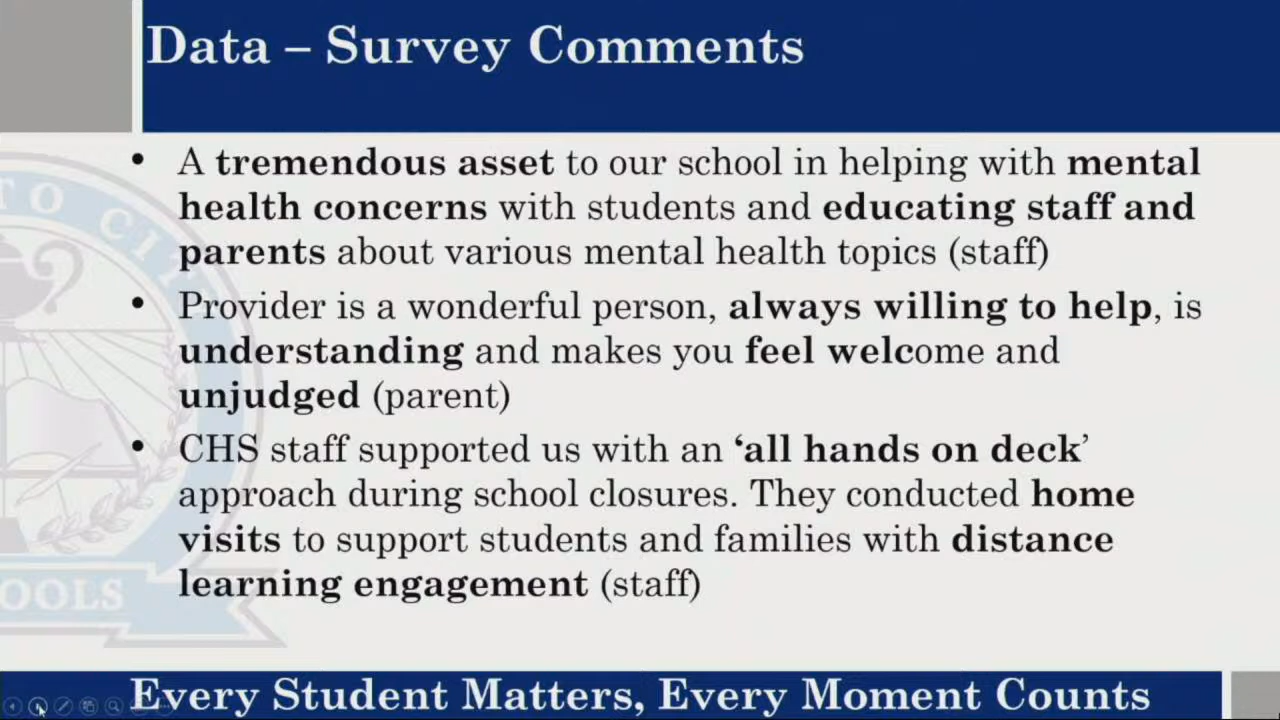 Data – Survey Comments
• A tremendous asset to our school in helping with mental
health concerns with students and educating staff and
parents about various mental health topics (staff)
• Provider is a wonderful person, always willing to help, is
understanding and makes you feel welcome and
unjudged (parent)
• CHS staff supported us with an ‘all hands on deck’
approach during school closures. They conducted home
visits to support students and families with distance
learning engagement (staff)
TO CI
OOLS
Every Student Matters, Every Moment Counts